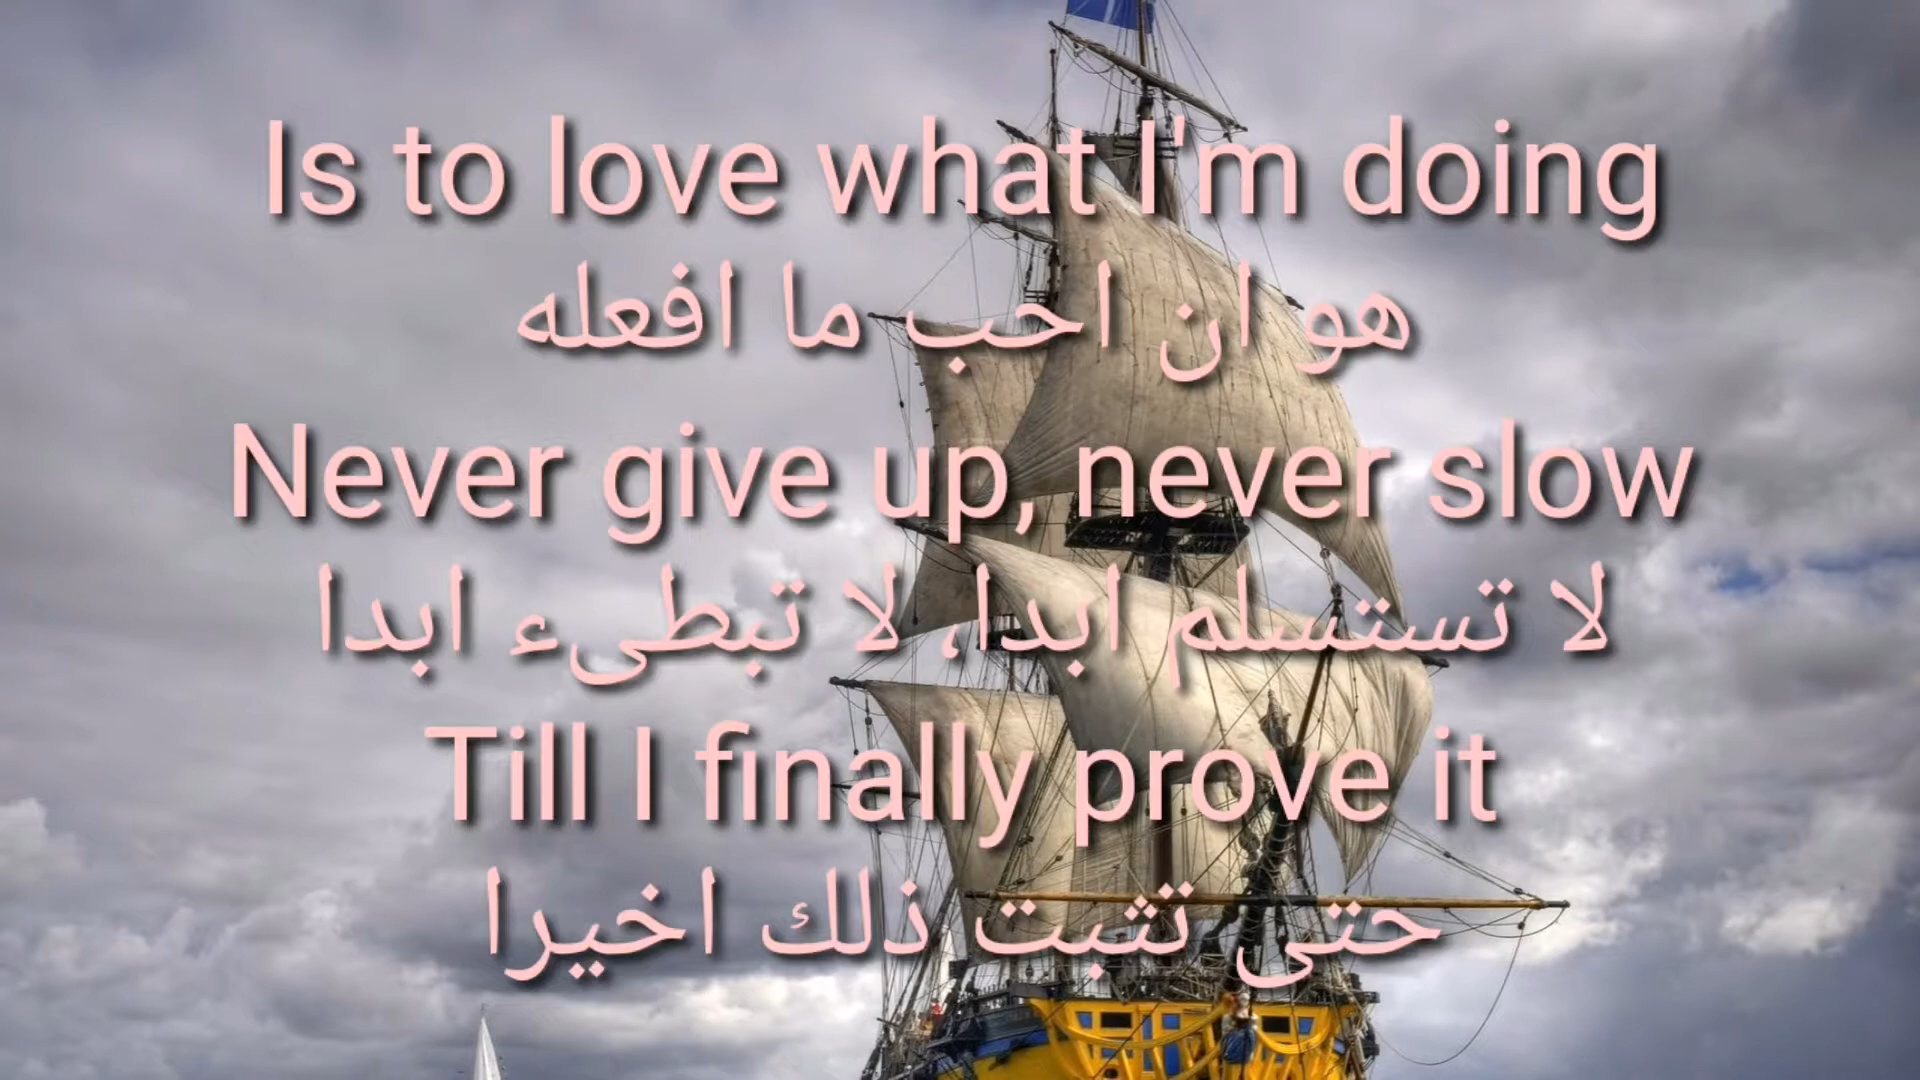 Is to love what I'm doing
هو ان احب ما افعله
Never give up, never slow
لا تستسلم ابدا، لا تبطىء ابدا
Till I finally prove it
حتى تثبت ذلك اخيرا